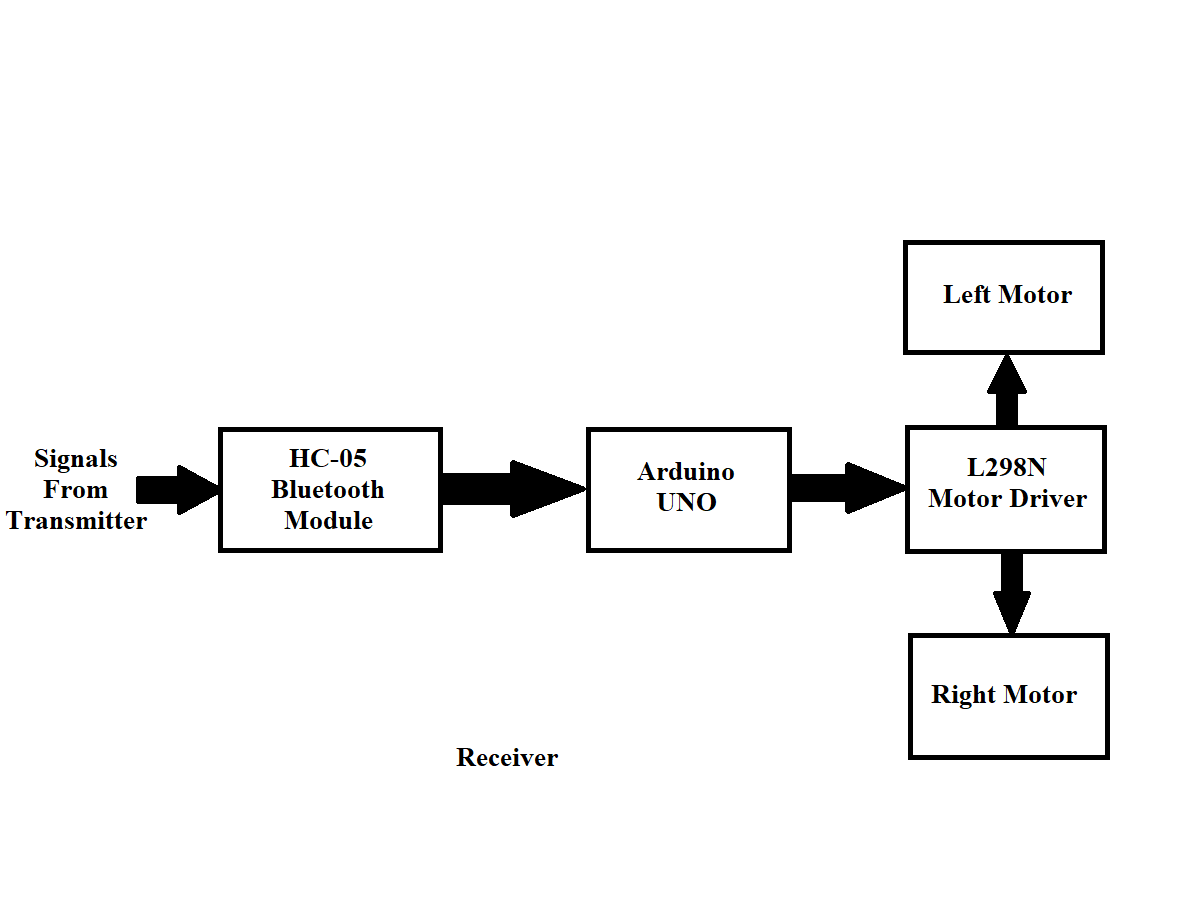 Left Motor
Signals
From
Transmitter
HC-05
Bluetooth
Module
Arduino
UNO
L298N
Motor Driver
Right Motor
Receiver